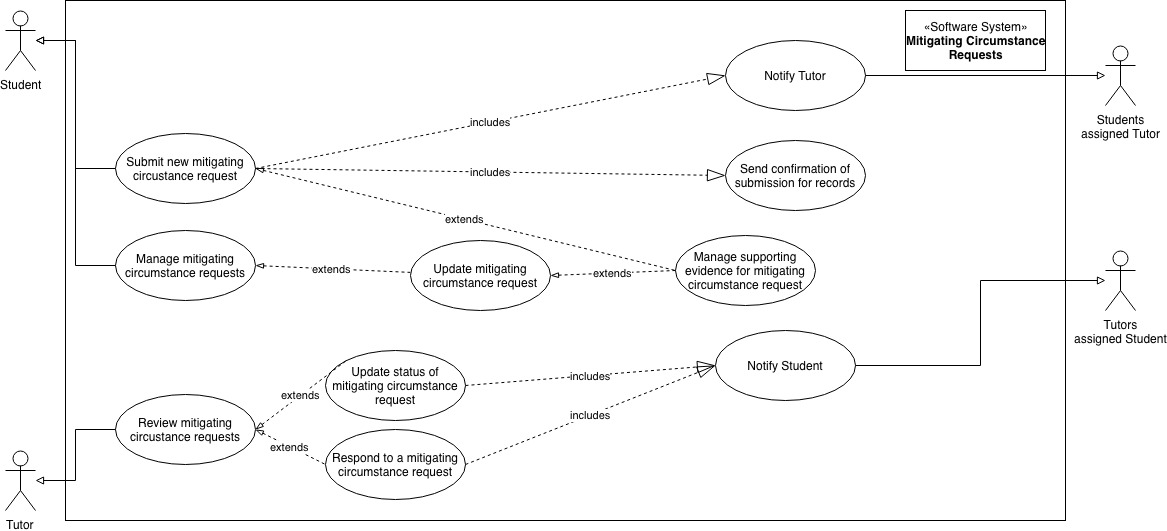 «Software System»
Mitigating Circumstance
Requests
Student
Notify Tutor
Students
assigned Tutor
includes
Submit new mitigating
circustance request
includes
Send confirmation of
submission for records
extends
Manage mitigating
circumstance requests
extends
Update mitigating
circumstance request
extends
Manage supporting
evidence for mitigating
circumstance request
Tutors
assigned Student
Notify Student
Update status of
mitigating circumstance
request
includes
extends
Review mitigating
circustance requests
includes
extends
Respond to a mitigating
circumstance request
Tutor